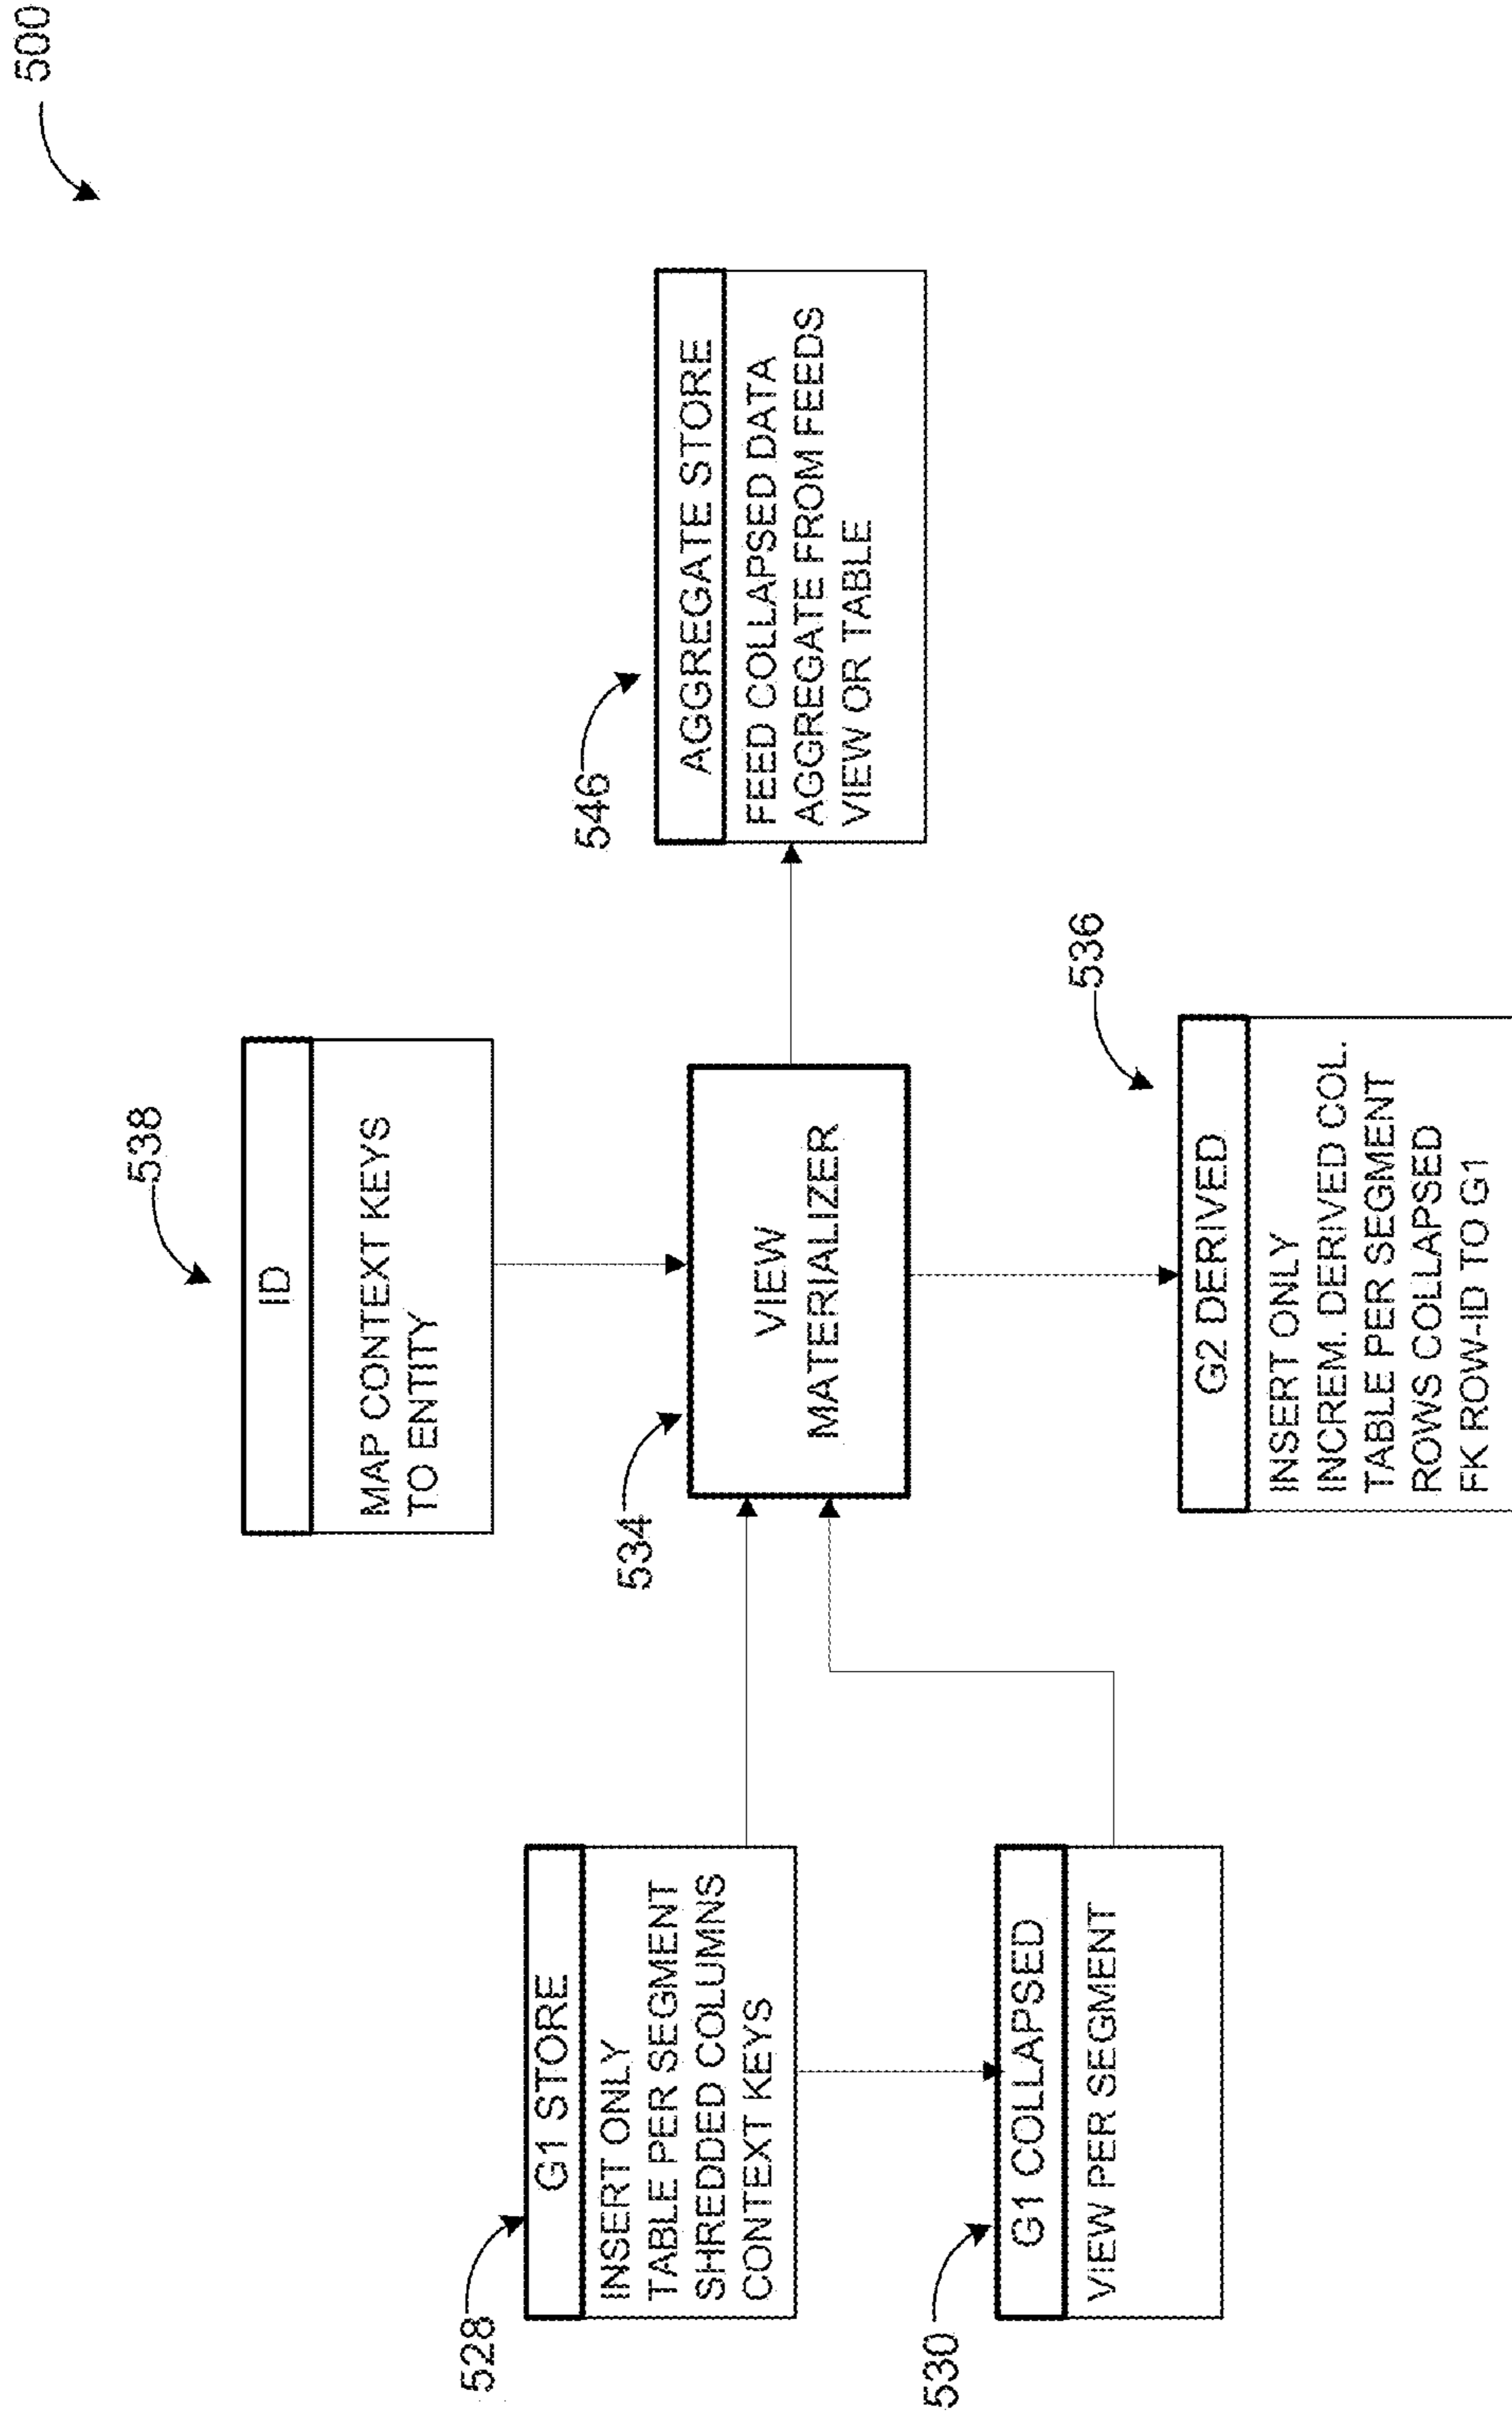 500
538
ID
MAP CONTEXT KEYS
TO ENTITY
528
G1 STORE
INSERT ONLY
TABLE PER SEGMENT
SHREDDED COLUMNS
CONTEXT KEYS
534
VIEW
MATERIALIZER
546
AGGREGATE STORE
FEED COLLAPSED DATA
AGGREGATE FROM FEEDS
VIEW OR TABLE
530
G1 COLLAPSED
VIEW PER SEGMENT
536
G2 DERIVED
INSERT ONLY
INCREM. DERIVED COL.
TABLE PER SEGMENT
ROWS COLLAPSED
FK ROW-ID TO G1